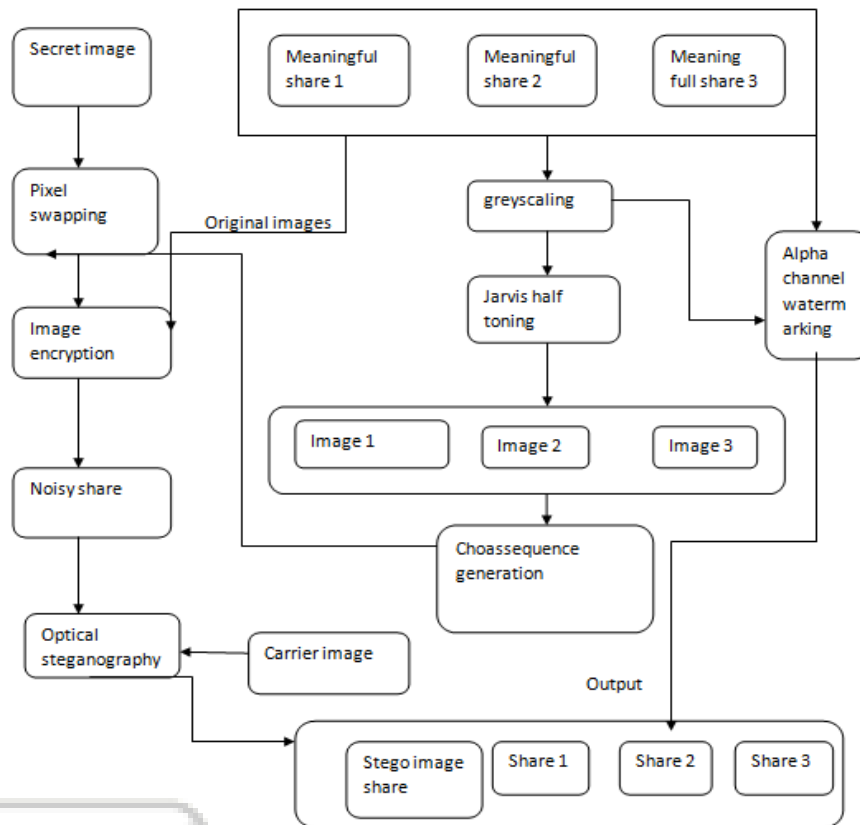 Secret image
Meaningful
share 1
Meaningful
share 2
Meaning
full share 3
Pixel
swapping
Original images
greyscaling
Alpha
channel
waterm
arking
Jarvis half
toning
Image
encryption
Image 1
Image 2
Image 3
Noisy share
Choassequence
generation
Optical
steganography
Carrier image
Output
Stego image
share
Share 1
Share 2
Share 3